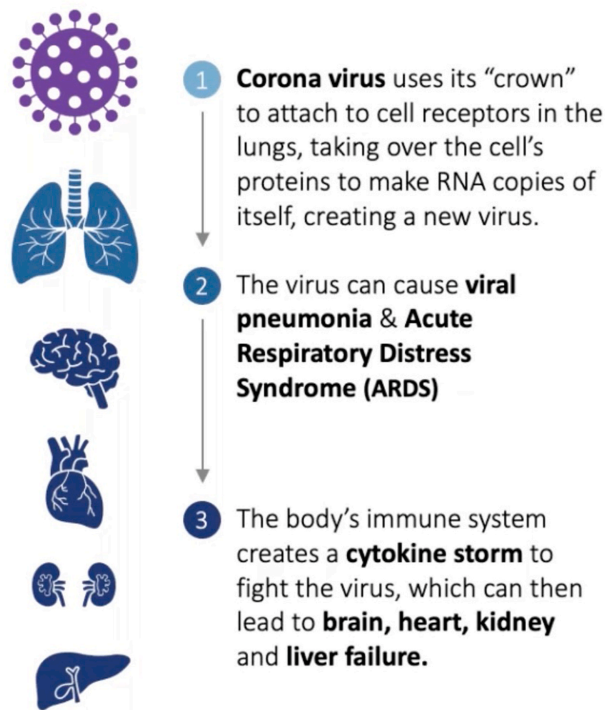 1 Corona virus uses its “crown”
to attach to cell receptors in the
lungs, taking over the cell’s
proteins to make RNA copies of
itself, creating a new virus.
2 The virus can cause viral
pneumonia & Acute
Respiratory Distress
Syndrome (ARDS)
3 The body’s immune system
creates a cytokine storm to
fight the virus, which can then
lead to brain, heart, kidney
and liver failure.